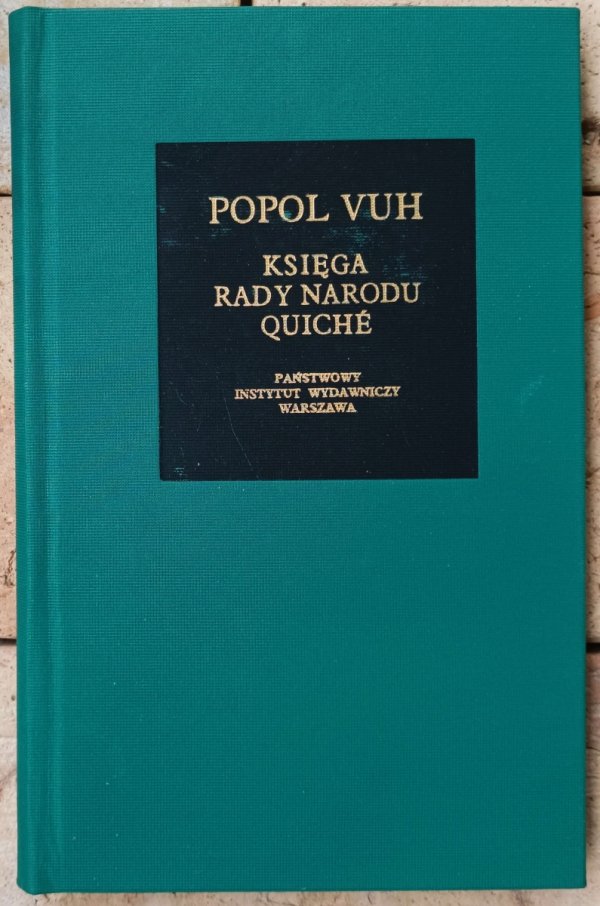 POPOL VUH
KSIĘGA
RADY NARODU
QUICHÉ
PAŃSTWOWY
INSTYTUT WYDAWNICZY
WARSZAWA